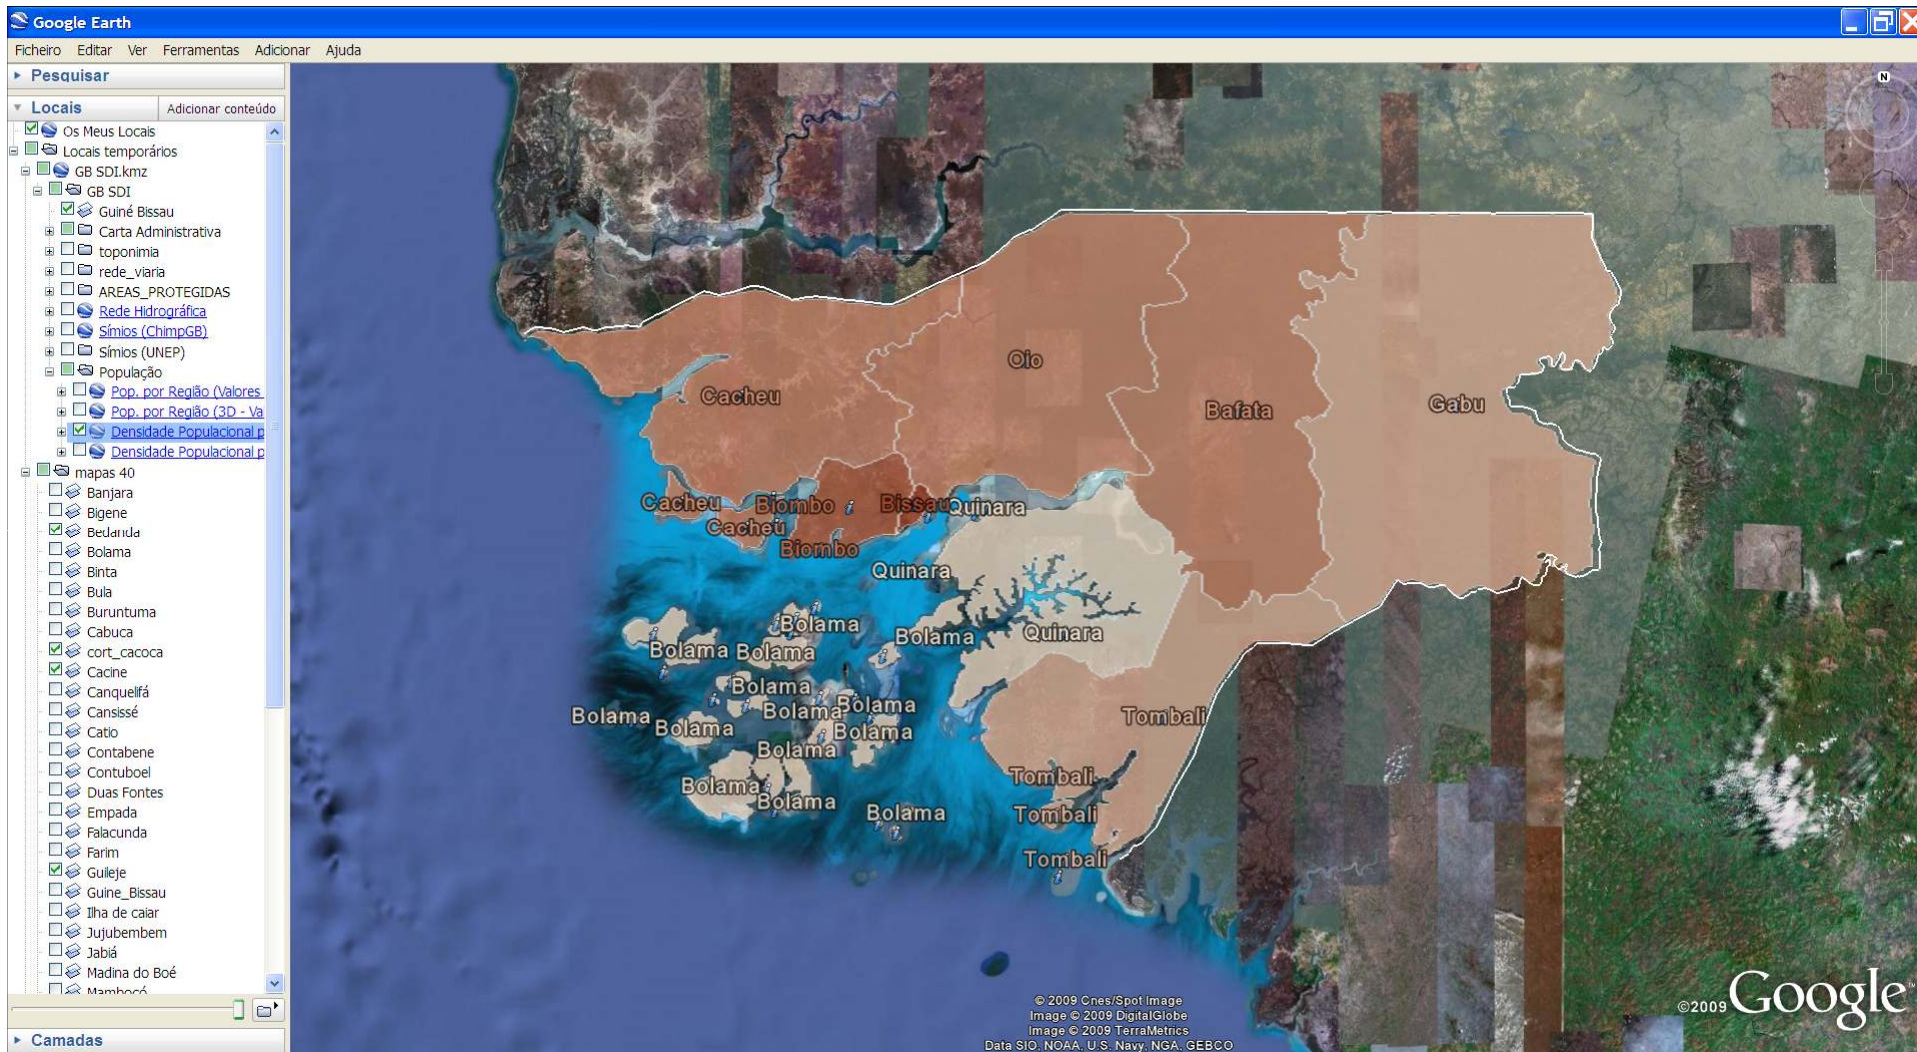 Google Earth
Ficheiro Editar Ver Ferramentas Adicionar Ajuda
Pesquisar
Locais Adicionar conteúdo
Os Meus Locais
Locais temporários
GB SDI.kmz
GB SDI
Guiné Bissau
Carta Administrativa
toponimia
rede_viaria
AREAS_PROTEGIDAS
Rede Hidrográfica
Símios (ChimpGB)
Símios (UNEP)
População
Pop. por Região (Valores
Pop. por Região (3D - Va
Densidade Populacional p
Densidade Populacional p
mapas 40
Banjara
Bigene
Bedanda
Bolama
Binta
Bula
Buruntuma
Cabuca
cort_cacoca
Cacine
Canquelifá
Cansissé
Catio
Contabene
Contuboel
Duas Fontes
Empada
Falacunda
Farim
Guileje
Guine_Bissau
Ilha de caiar
Jujubembem
Jabiá
Madina do Boé
Mambocó
Camadas
N
Oio
Cacheu
Bafata
Gabu
Cacheu
Biombo
Bissau
Quinara
Cacheu
Biombo
Quinara
Bolama
Bolama
Quinara
Bolama
Bolama
Bolama
Bolama
Bolama
Bolama
Tombali
Bolama
Bolama
Bolama
Tombali
Bolama
Bolama
Bolama
Tombali
Tombali
© 2009 Cnes/Spot Image
Image © 2009 DigitalGlobe
Image © 2009 TerraMetrics
Data SIO, NOAA, U.S. Navy, NGA, GEBCO
©2009 Google™